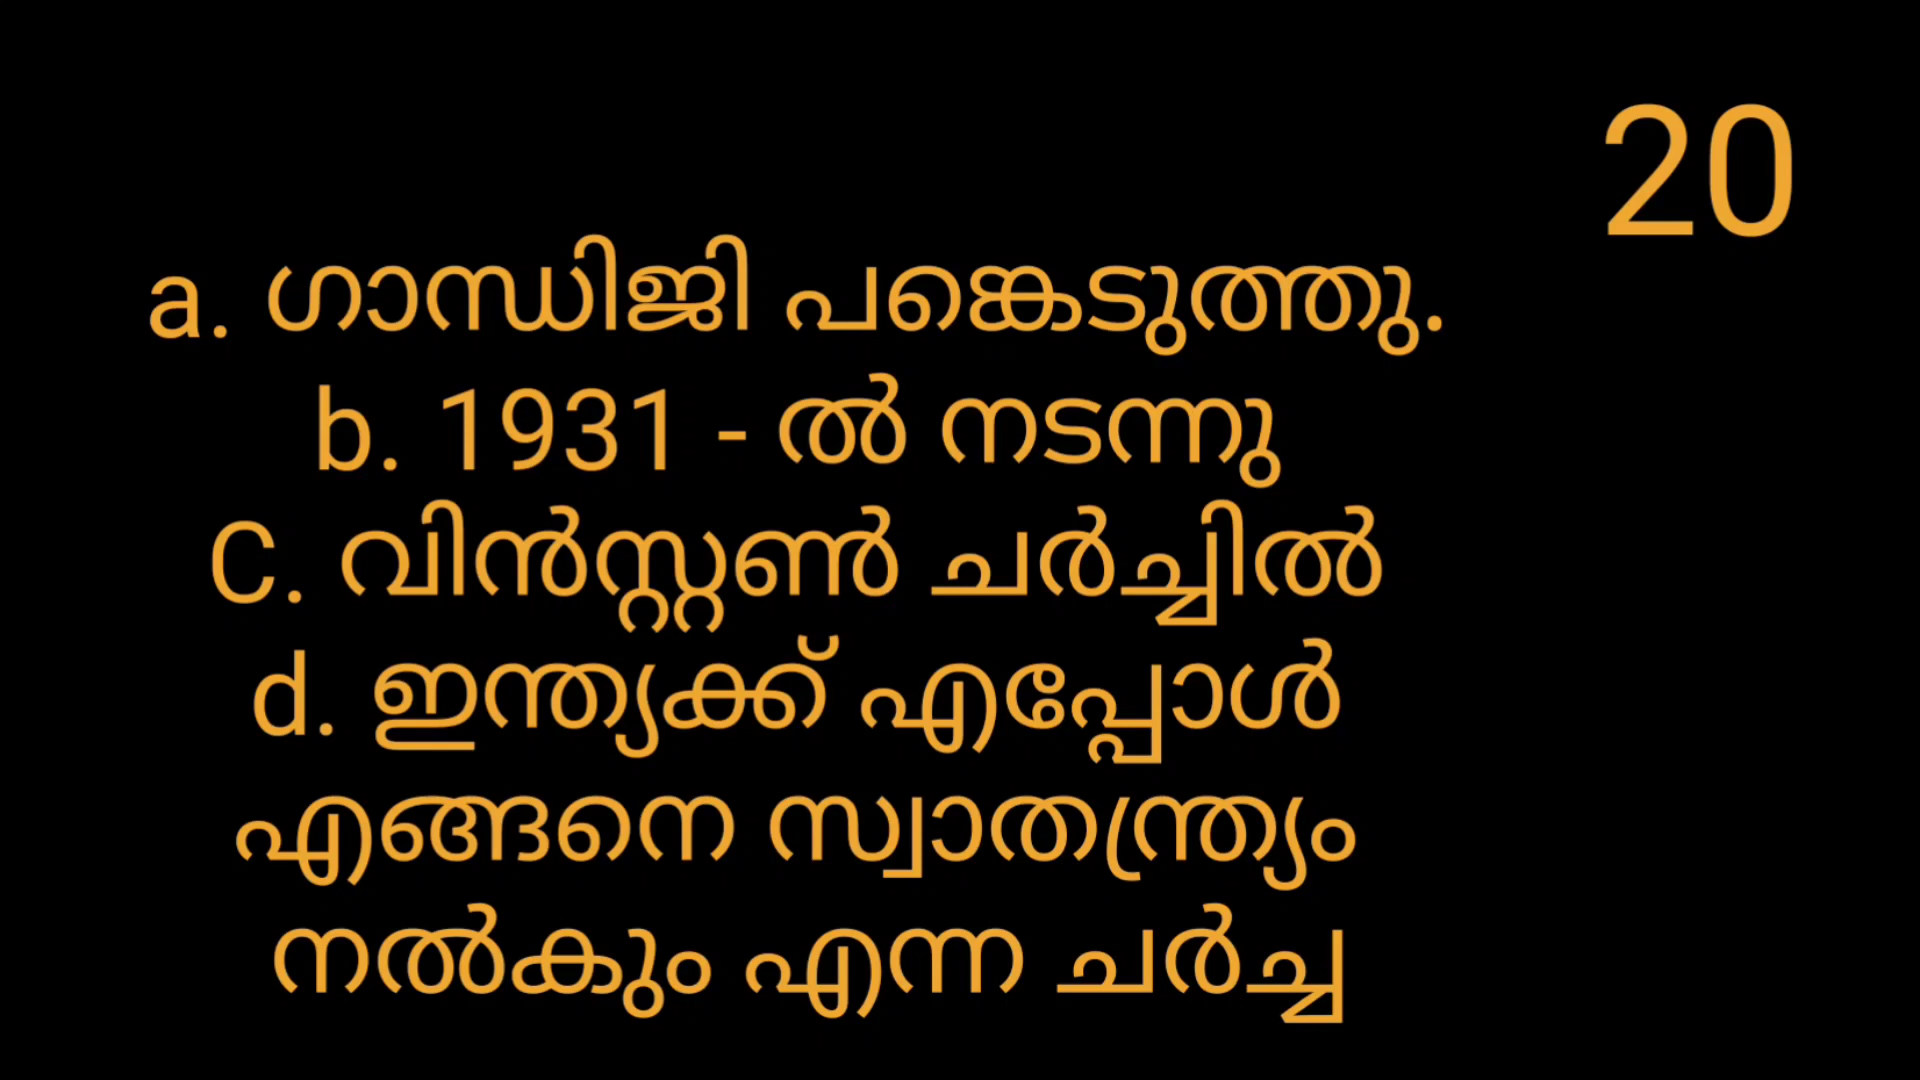 20
a. ഗാന്ധിജി പങ്കെടുത്തു.
b. 1931 - ൽ നടന്നു
C. വിൻസ്റ്റൺ ചർച്ചിൽ
d. ഇന്ത്യക്ക് എപ്പോൾ
എങ്ങനെ സ്വാതന്ത്ര്യം
നൽകും എന്ന ചർച്ച